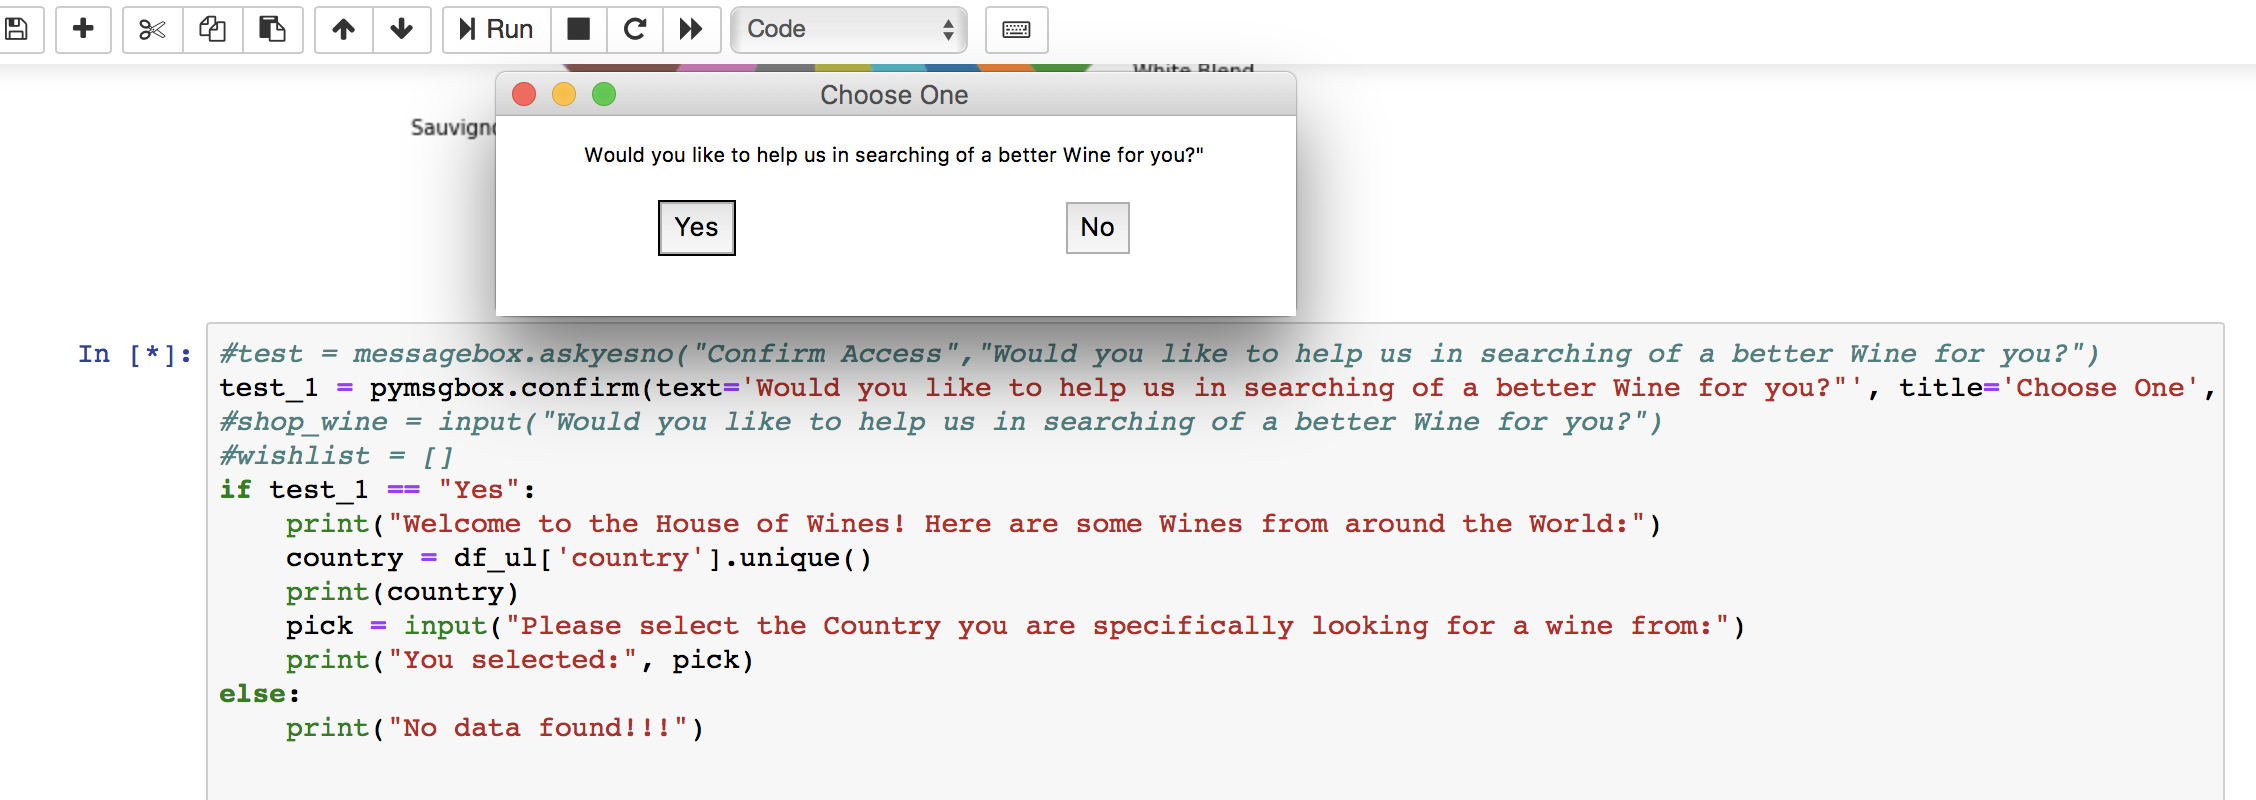 Run
Code
White Blend
Choose One
Sauvigno
Would you like to help us in searching of a better Wine for you?"
Yes No
In [*]: #test = messagebox.askyesno("Confirm Access","Would you like to help us in searching of a better Wine for you?")
test_1 = pymsgbox.confirm(text='Would you like to help us in searching of a better Wine for you?"', title='Choose One',
#shop_wine = input("Would you like to help us in searching of a better Wine for you?")
#wishlist = []
if test_1 == "Yes":
    print("Welcome to the House of Wines! Here are some Wines from around the World:")
    country = df_ul['country'].unique()
    print(country)
    pick = input("Please select the Country you are specifically looking for a wine from:")
    print("You selected:", pick)
else:
    print("No data found!!!")